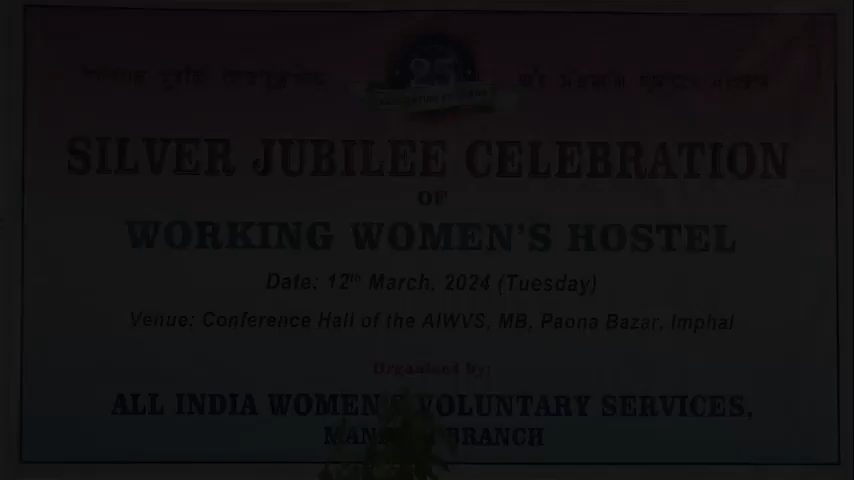 25
SILVER JUBILEE CELEBRATION
OF
WORKING WOMEN'S HOSTEL
Date: 12th March, 2024 (Tuesday)
Venue: Conference Hall of the AIWVS, MB, Paona Bazar, Imphal
Organised by:
ALL INDIA WOMEN'S VOLUNTARY SERVICES,
BRANCH